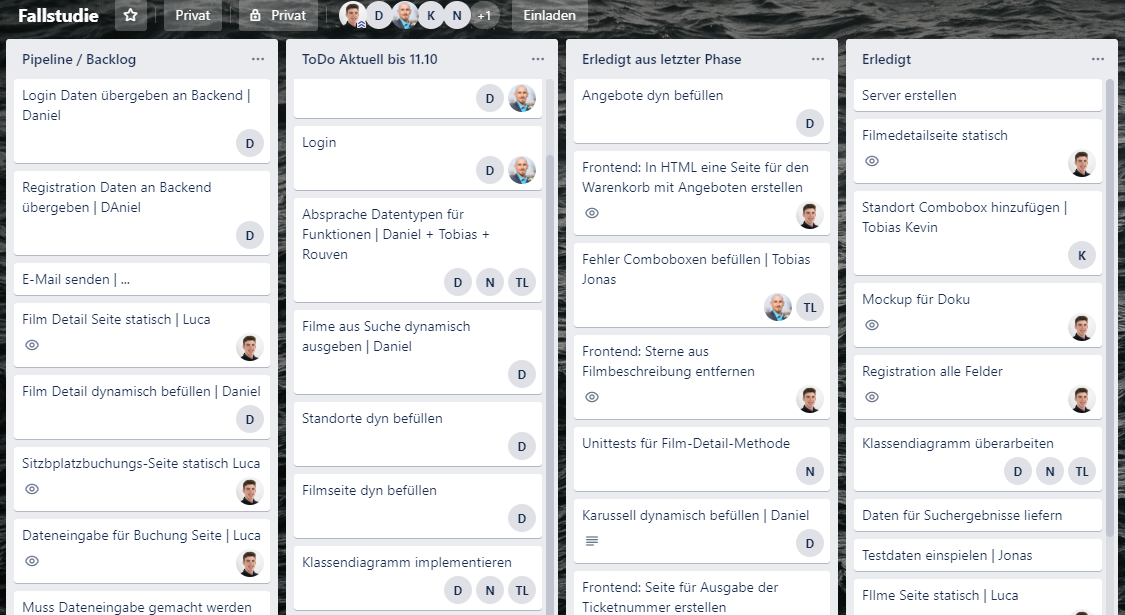 Fallstudie
Privat
Privat
D
K
N
+1
Einladen
Pipeline / Backlog
Login Daten übergeben an Backend |
Daniel
D
Registration Daten an Backend
übergeben | DAniel
D
E-Mail senden | ...
Film Detail Seite statisch | Luca
Film Detail dynamisch befüllen | Daniel
D
Sitzbplatzbuchungs-Seite statisch Luca
Dateneingabe für Buchung Seite | Luca
Muss Dateneingabe gemacht werden
ToDo Aktuell bis 11.10
D
Login
D
Absprache Datentypen für
Funktionen | Daniel + Tobias +
Rouven
D N TL
Filme aus Suche dynamisch
ausgeben | Daniel
D
Standorte dyn befüllen
D
Filmseite dyn befüllen
D
Klassendiagramm implementieren
D N TL
Erledigt aus letzter Phase
Angebote dyn befüllen
D
Frontend: In HTML eine Seite für den
Warenkorb mit Angeboten erstellen
Fehler Comboboxen befüllen | Tobias
Jonas
TL
Frontend: Sterne aus
Filmbeschreibung entfernen
Unittests für Film-Detail-Methode
N
Karussell dynamisch befüllen | Daniel
D
Frontend: Seite für Ausgabe der
Ticketnummer erstellen
Erledigt
Server erstellen
Filmedetailseite statisch
Standort Combobox hinzufügen |
Tobias Kevin
K
Mockup für Doku
Registration alle Felder
Klassendiagramm überarbeiten
D N TL
Daten für Suchergebnisse liefern
Testdaten einspielen | Jonas
FIlme Seite statisch | Luca